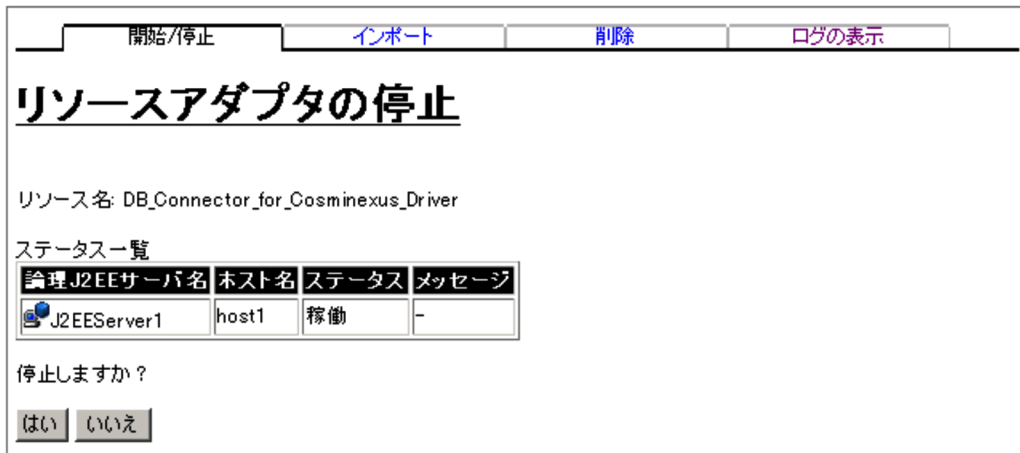 開始/停止 インポート 削除 ログの表示
リソースアダプタの停止
リソース名: DB_Connector_for_Cosminexus_Driver
ステータス一覧
論理J2EEサーバ名 ホスト名 ステータス メッセージ
J2EEServer1 host1 稼働 -
停止しますか？
はい いいえ